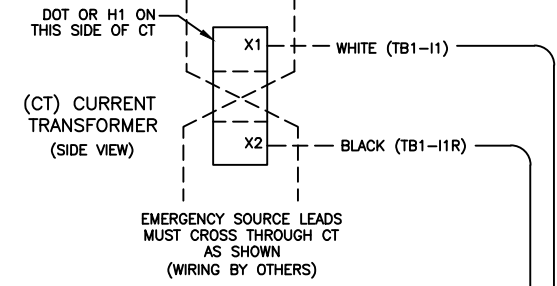 DOT OR H1 ON
THIS SIDE OF CT
X1
WHITE (TB1-I1)
(CT) CURRENT
TRANSFORMER
(SIDE VIEW)
X2
BLACK (TB1-I1R)
EMERGENCY SOURCE LEADS
MUST CROSS THROUGH CT
AS SHOWN
(WIRING BY OTHERS)